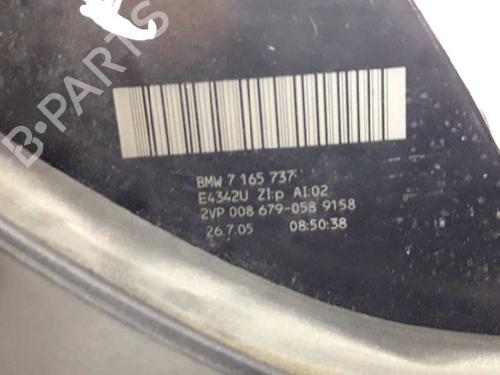 B-PARTS
BMW 7 165 737
E4342U ZI:p AI:02
2VP 008 679-058 9158
26.7.05 08:50:38